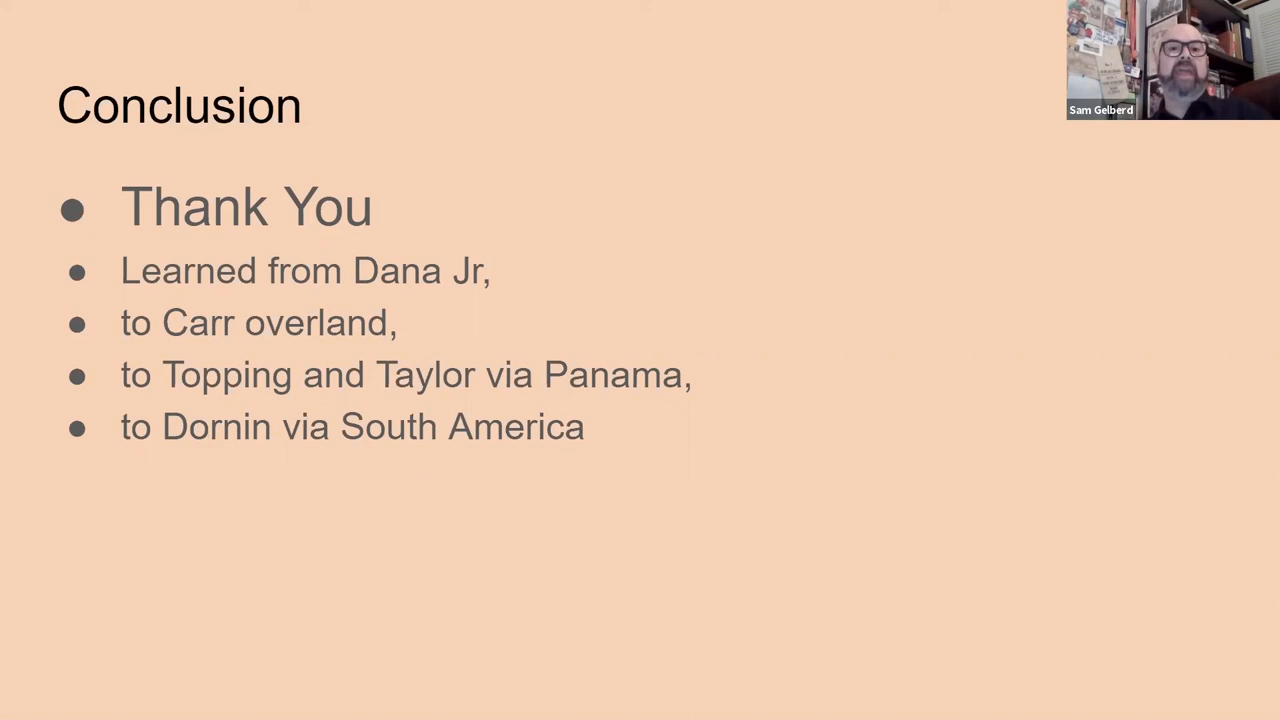 Conclusion
● Thank You
● Learned from Dana Jr,
● to Carr overland,
● to Topping and Taylor via Panama,
● to Dornin via South America
Sam Gelberd